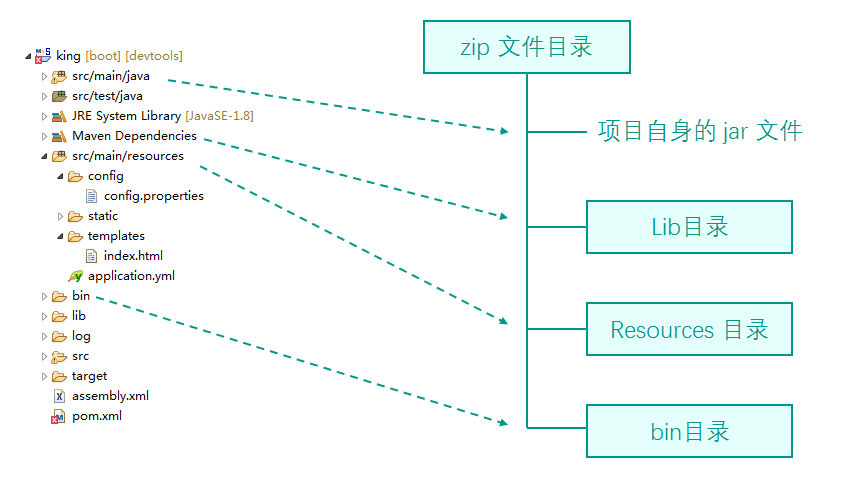 king [boot] [devtools]
src/main/java
src/test/java
JRE System Library [JavaSE-1.8]
Maven Dependencies
src/main/resources
config
config.properties
static
templates
index.html
application.yml
bin
lib
log
src
target
assembly.xml
pom.xml
zip 文件目录
项目自身的 jar 文件
Lib目录
Resources 目录
bin目录